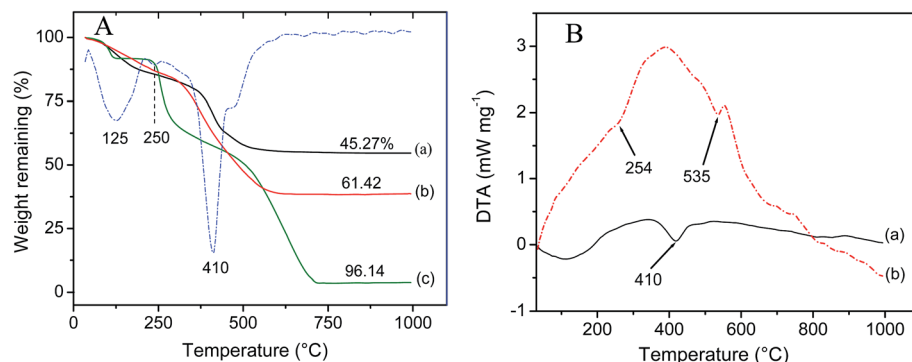 A
Weight remaining (%)
100
75
50
25
0
125
250
410
45.27%
(a)
61.42
(b)
96.14
(c)
0
250
500
750
1000
Temperature (°C)
B
DTA (mW mg⁻¹)
3
2
1
0
-1
254
535
410
(a)
(b)
200
400
600
800
1000
Temperature (°C)